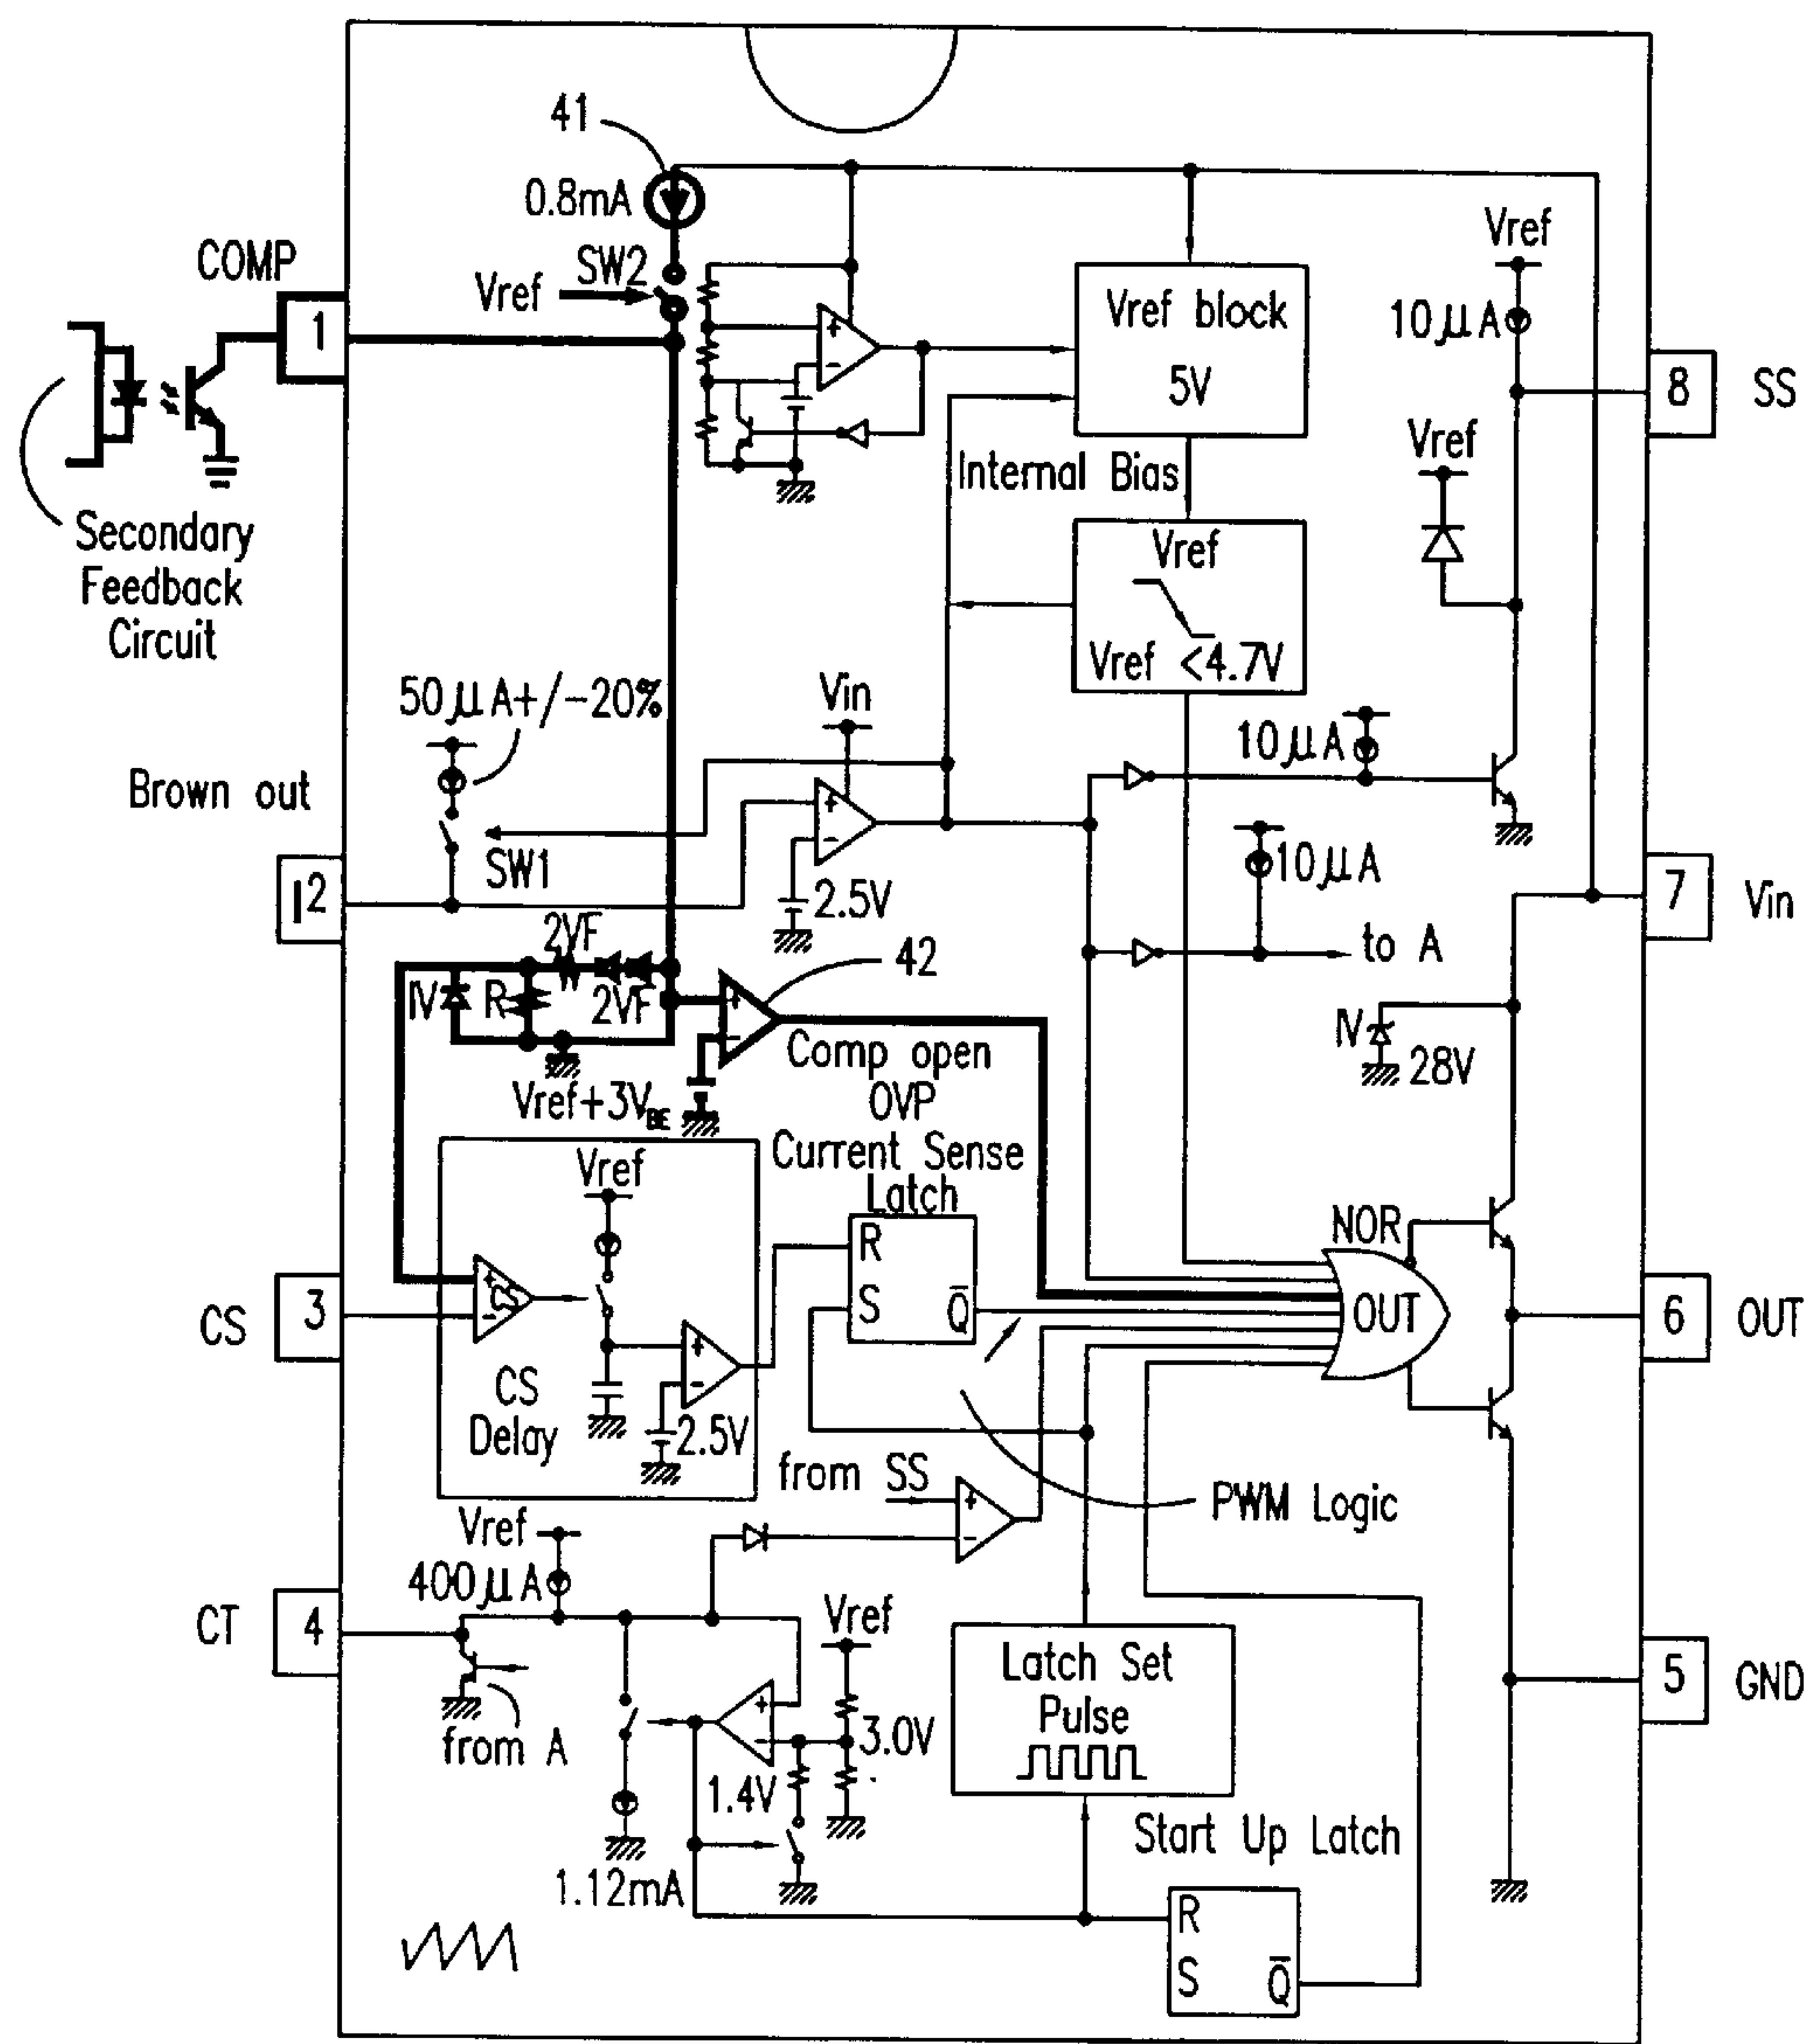 41
0.8mA
COMP
SW2
Vref
1
Vref block
5V
Vref
10μA
8
SS
Vref
Internal Bias
Secondary
Feedback
Circuit
Vref
Vref <4.7V
50μA+/-20%
Vin
10μA
Brown out
SW1
2
2.5V
10μA
7
Vin
to A
2VF
42
IV
R
2VF
IV
28V
Comp open
OVP
Vref+3VBE
Current Sense
Latch
Vref
R
S
Q̅
NOR
OUT
CS
3
CS
6
OUT
CS
Delay
2.5V
from SS
PWM Logic
Vref
400μA
CT
4
Vref
Latch Set
Pulse
5
GND
from A
3.0V
1.4V
Start Up Latch
1.12mA
R
S
Q̅